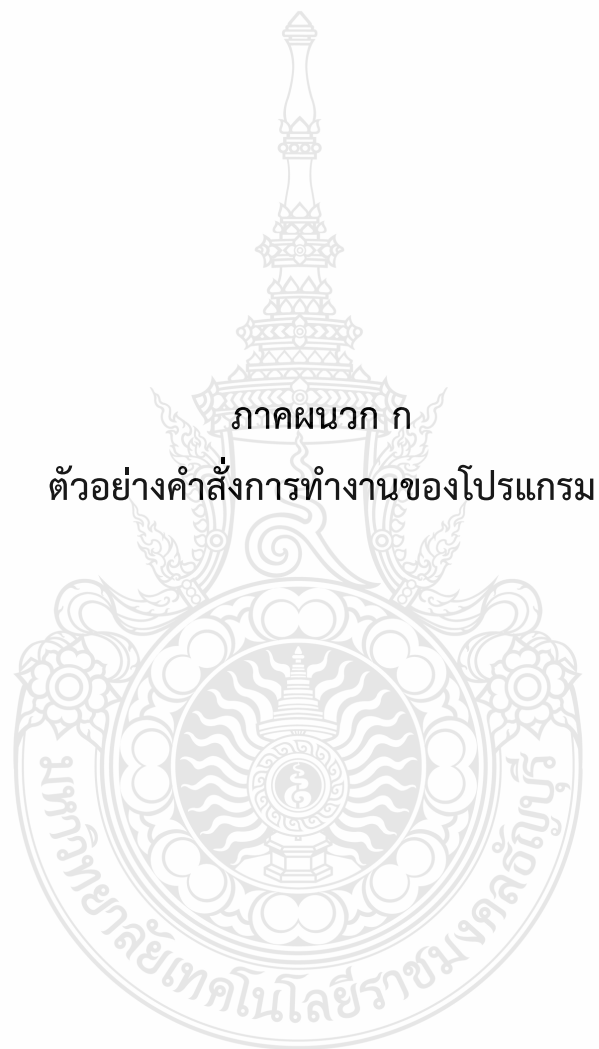 ภาคผนวก ก
ตัวอย่างคำสั่งการทำงานของโปรแกรม
มหาวิทยาลัยเทคโนโลยีราชมงคลธัญบุรี